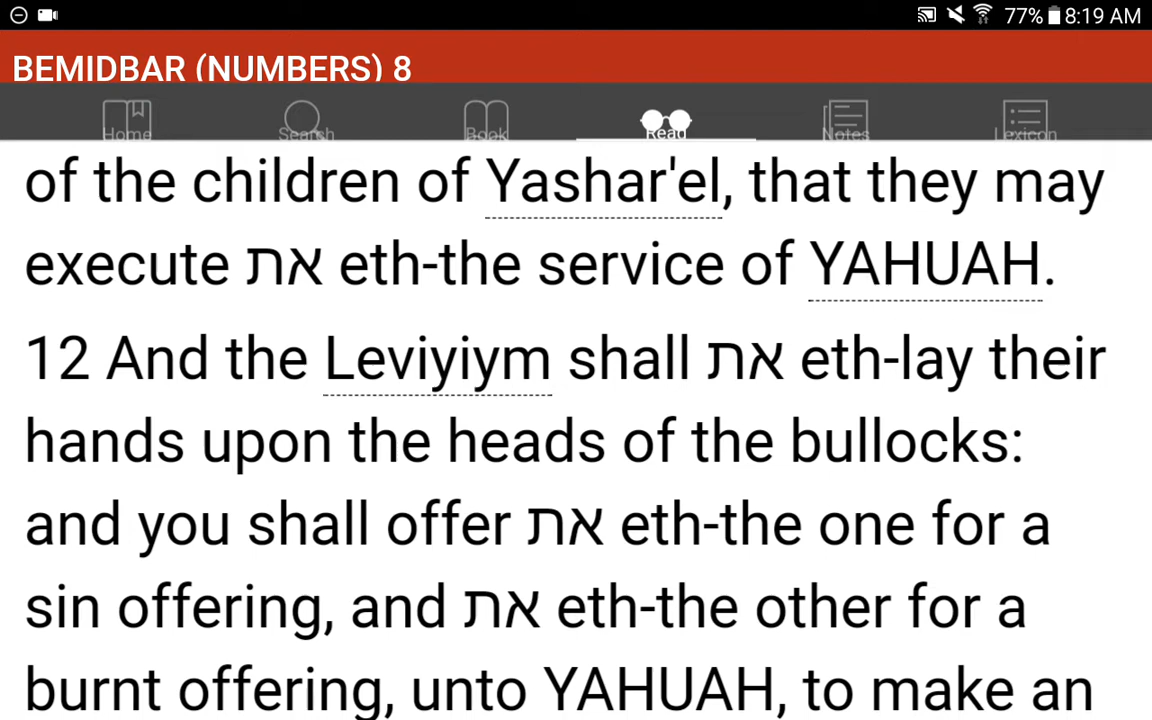 77% 8:19 AM
BEMIDBAR (NUMBERS) 8
Home Search Book Read Notes Lexicon
of the children of Yashar'el, that they may
execute את eth-the service of YAHUAH.
12 And the Leviyiym shall את eth-lay their
hands upon the heads of the bullocks:
and you shall offer את eth-the one for a
sin offering, and את eth-the other for a
burnt offering, unto YAHUAH, to make an